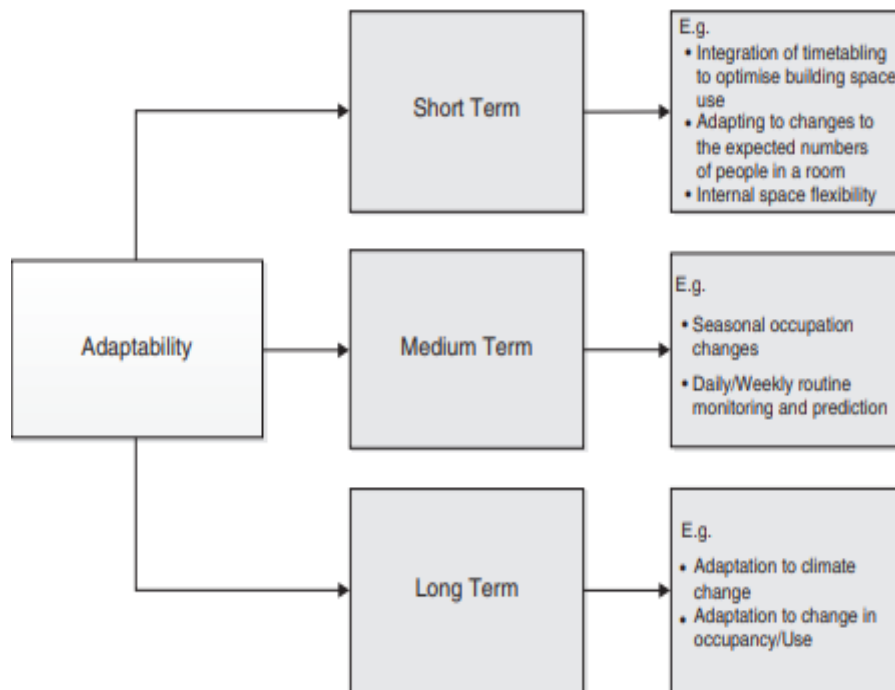 E.g.
• Integration of timetabling
to optimise building space
use
• Adapting to changes to
the expected numbers
of people in a room
• Internal space flexibility
Short Term
E.g.
• Seasonal occupation
changes
• Daily/Weekly routine
monitoring and prediction
Adaptability
Medium Term
E.g.
• Adaptation to climate
change
• Adaptation to change in
occupancy/Use
Long Term